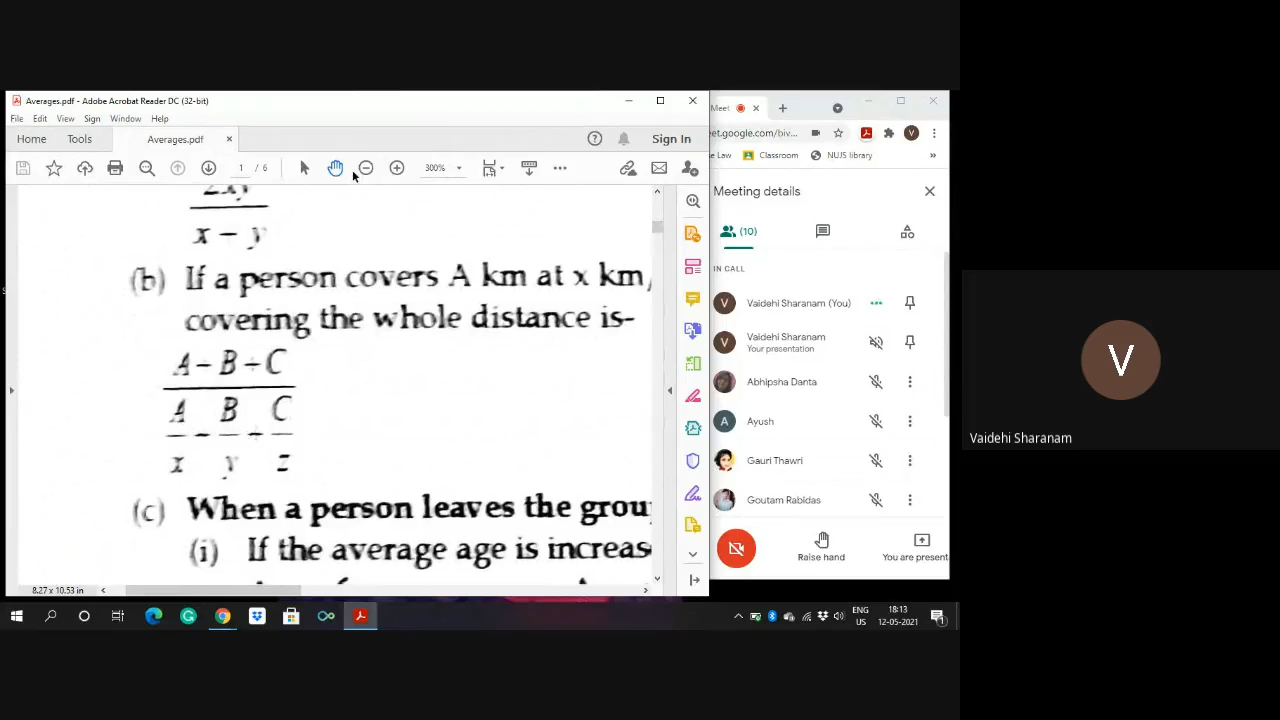 Averages.pdf - Adobe Acrobat Reader DC (32-bit)
File Edit View Sign Window Help
Home Tools Averages.pdf Sign In
1 / 6 300%
2xy
x - y
(b) If a person covers A km at x km/
covering the whole distance is-
A - B + C
A - B + C
x y z
(c) When a person leaves the grou
(i) If the average age is increas
8.27 x 10.53 in
Meet
eet.google.com/biv...
e Law Classroom NUJS library
Meeting details
(10)
IN CALL
V Vaidehi Sharanam (You)
V Vaidehi Sharanam
Your presentation
Abhipsha Danta
A Ayush
Gauri Thawri
Goutam Rabidas
Raise hand You are present
ENG 18:13
US 12-05-2021
V
Vaidehi Sharanam